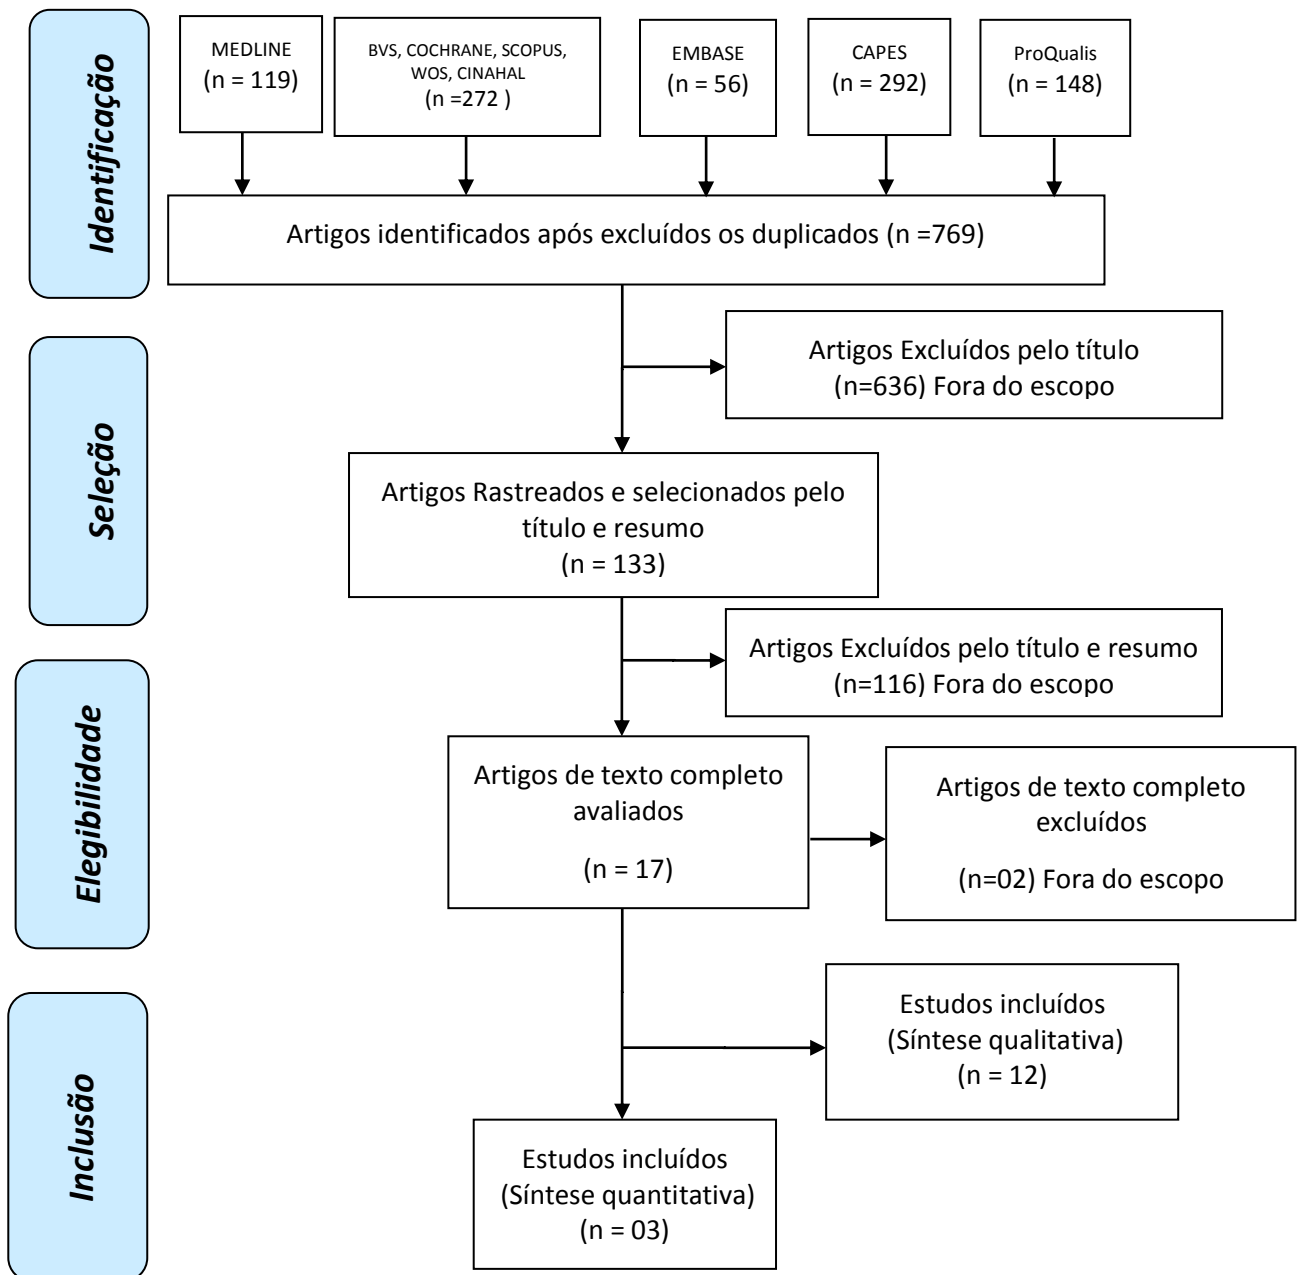 Identificação
MEDLINE
(n = 119)
BVS, COCHRANE, SCOPUS,
WOS, CINAHAL
(n =272 )
EMBASE
(n = 56)
CAPES
(n = 292)
ProQualis
(n = 148)
Artigos identificados após excluídos os duplicados (n =769)
Seleção
Artigos Excluídos pelo título
(n=636) Fora do escopo
Artigos Rastreados e selecionados pelo
título e resumo
(n = 133)
Artigos Excluídos pelo título e resumo
(n=116) Fora do escopo
Elegibilidade
Artigos de texto completo
avaliados
(n = 17)
Artigos de texto completo
excluídos
(n=02) Fora do escopo
Inclusão
Estudos incluídos
(Síntese qualitativa)
(n = 12)
Estudos incluídos
(Síntese quantitativa)
(n = 03)